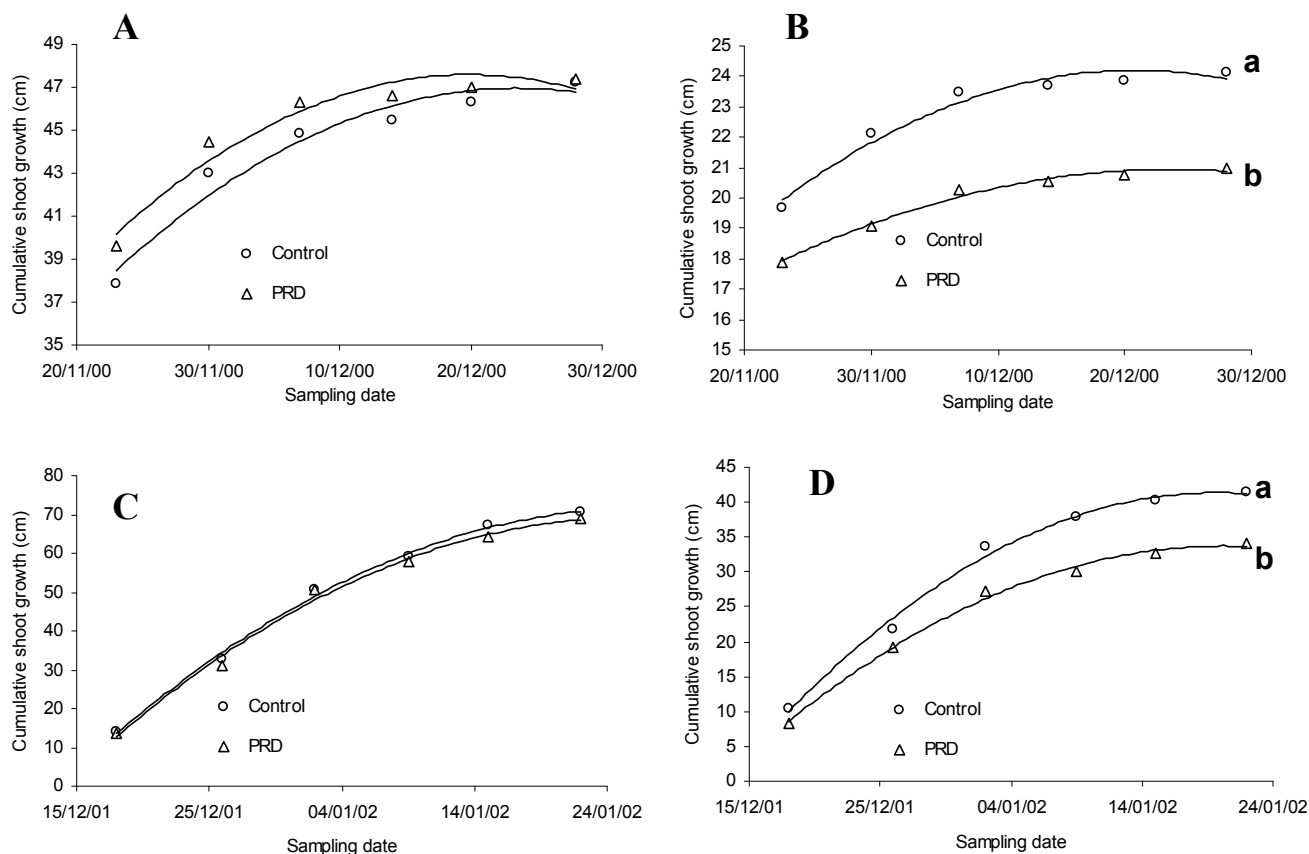 A
49
47
45
43
41
39
37
35
Cumulative shoot growth (cm)
Control
PRD
20/11/00 30/11/00 10/12/00 20/12/00 30/12/00
Sampling date
B
26
25
24
23
22
21
20
19
18
17
16
15
Cumulative shoot growth (cm)
a
b
Control
PRD
20/11/00 30/11/00 10/12/00 20/12/00 30/12/00
Sampling date
C
80
70
60
50
40
30
20
10
0
Cumulative shoot growth (cm)
Control
PRD
15/12/01 25/12/01 04/01/02 14/01/02 24/01/02
Sampling date
D
45
40
35
30
25
20
15
10
5
0
Cumulative shoot growth (cm)
a
b
Control
PRD
15/12/01 25/12/01 04/01/02 14/01/02 24/01/02
Sampling date